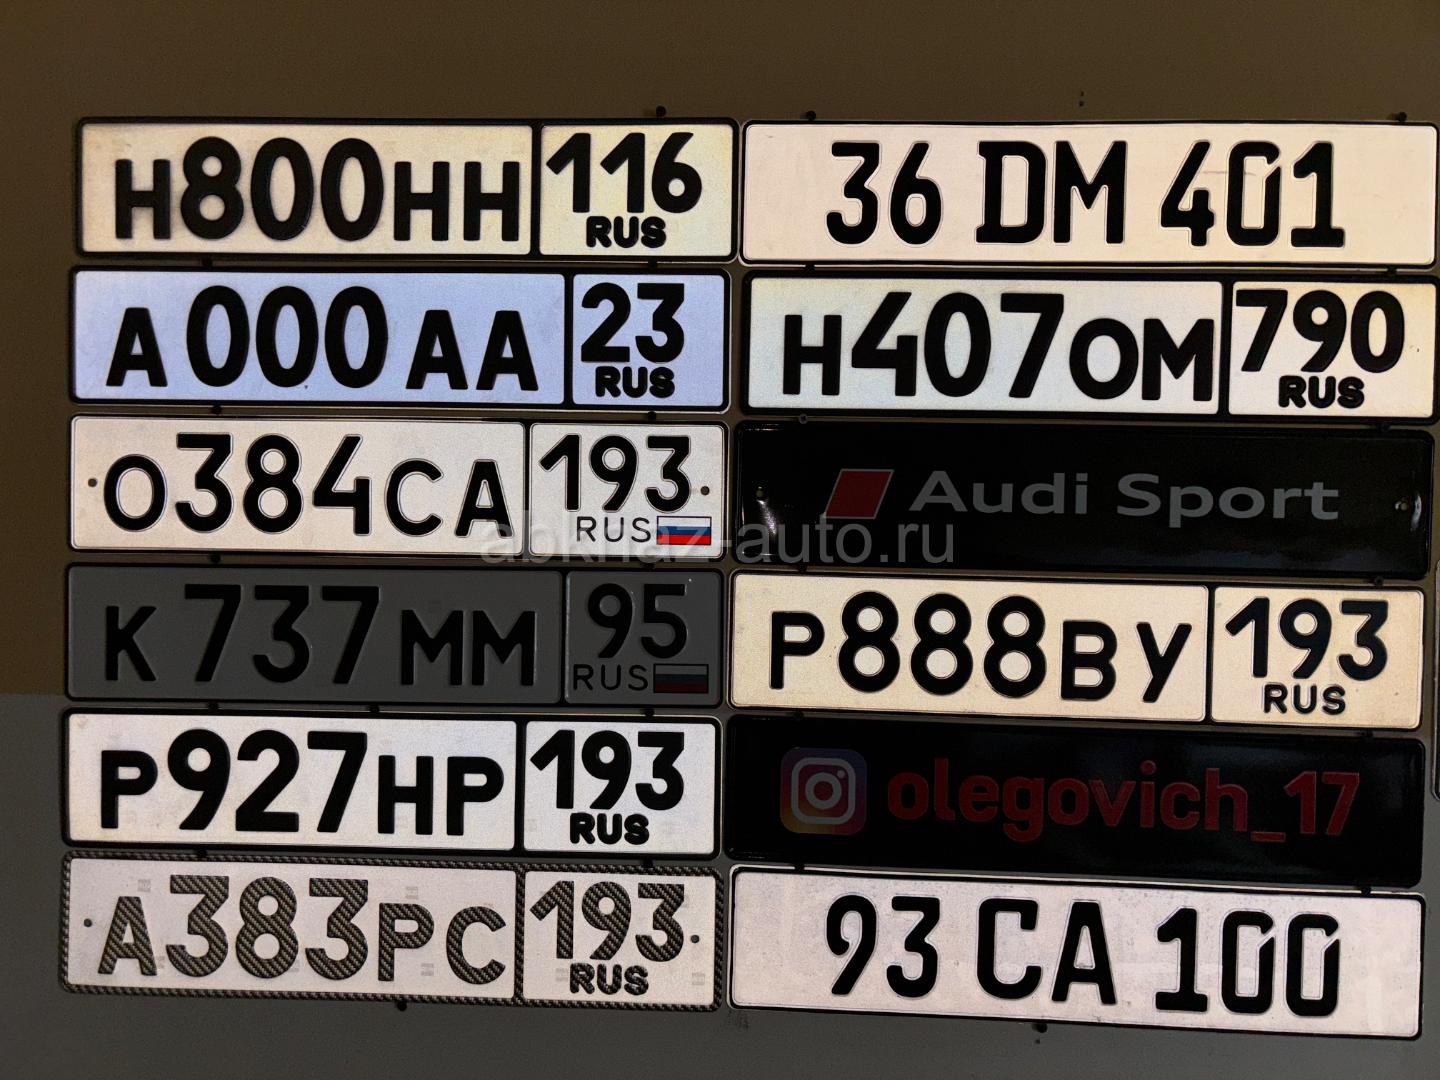 Н800НН 116 RUS
А000АА 23 RUS
О384СА 193 RUS
К737ММ 95 RUS
Р927НР 193 RUS
А383РС 193 RUS
36 DM 401
Н407ОМ 790 RUS
Audi Sport
Р888ВУ 193 RUS
olegovich_17
93 CA 100
abkhaz-auto.ru